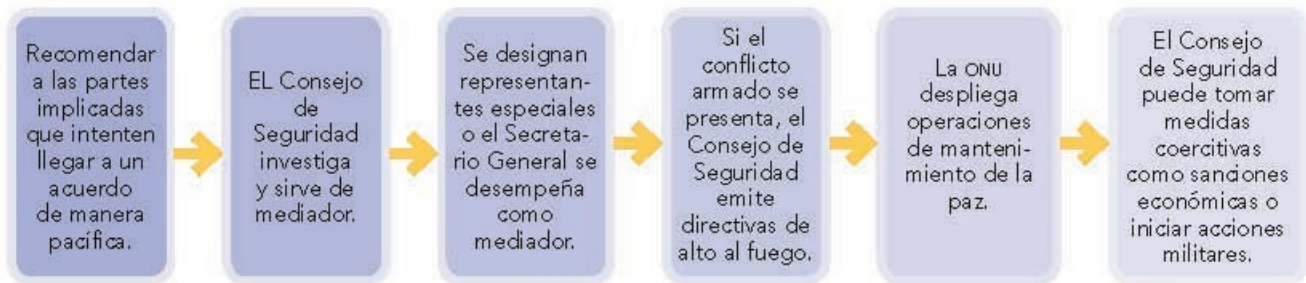 Recomendar
a las partes
implicadas
que intenten
llegar a un
acuerdo
de manera
pacífica.
EL Consejo
de
Seguridad
investiga
y sirve de
mediador.
Se designan
representan-
tes especiales
o el Secreta-
rio General se
desempeña
como
mediador.
Si el
conflicto
armado se
presenta, el
Consejo de
Seguridad
emite
directivas de
alto al fuego.
La ONU
despliega
operaciones
de manteni-
miento de la
paz.
El Consejo
de Seguridad
puede tomar
medidas
coercitivas
como sanciones
económicas o
iniciar acciones
militares.